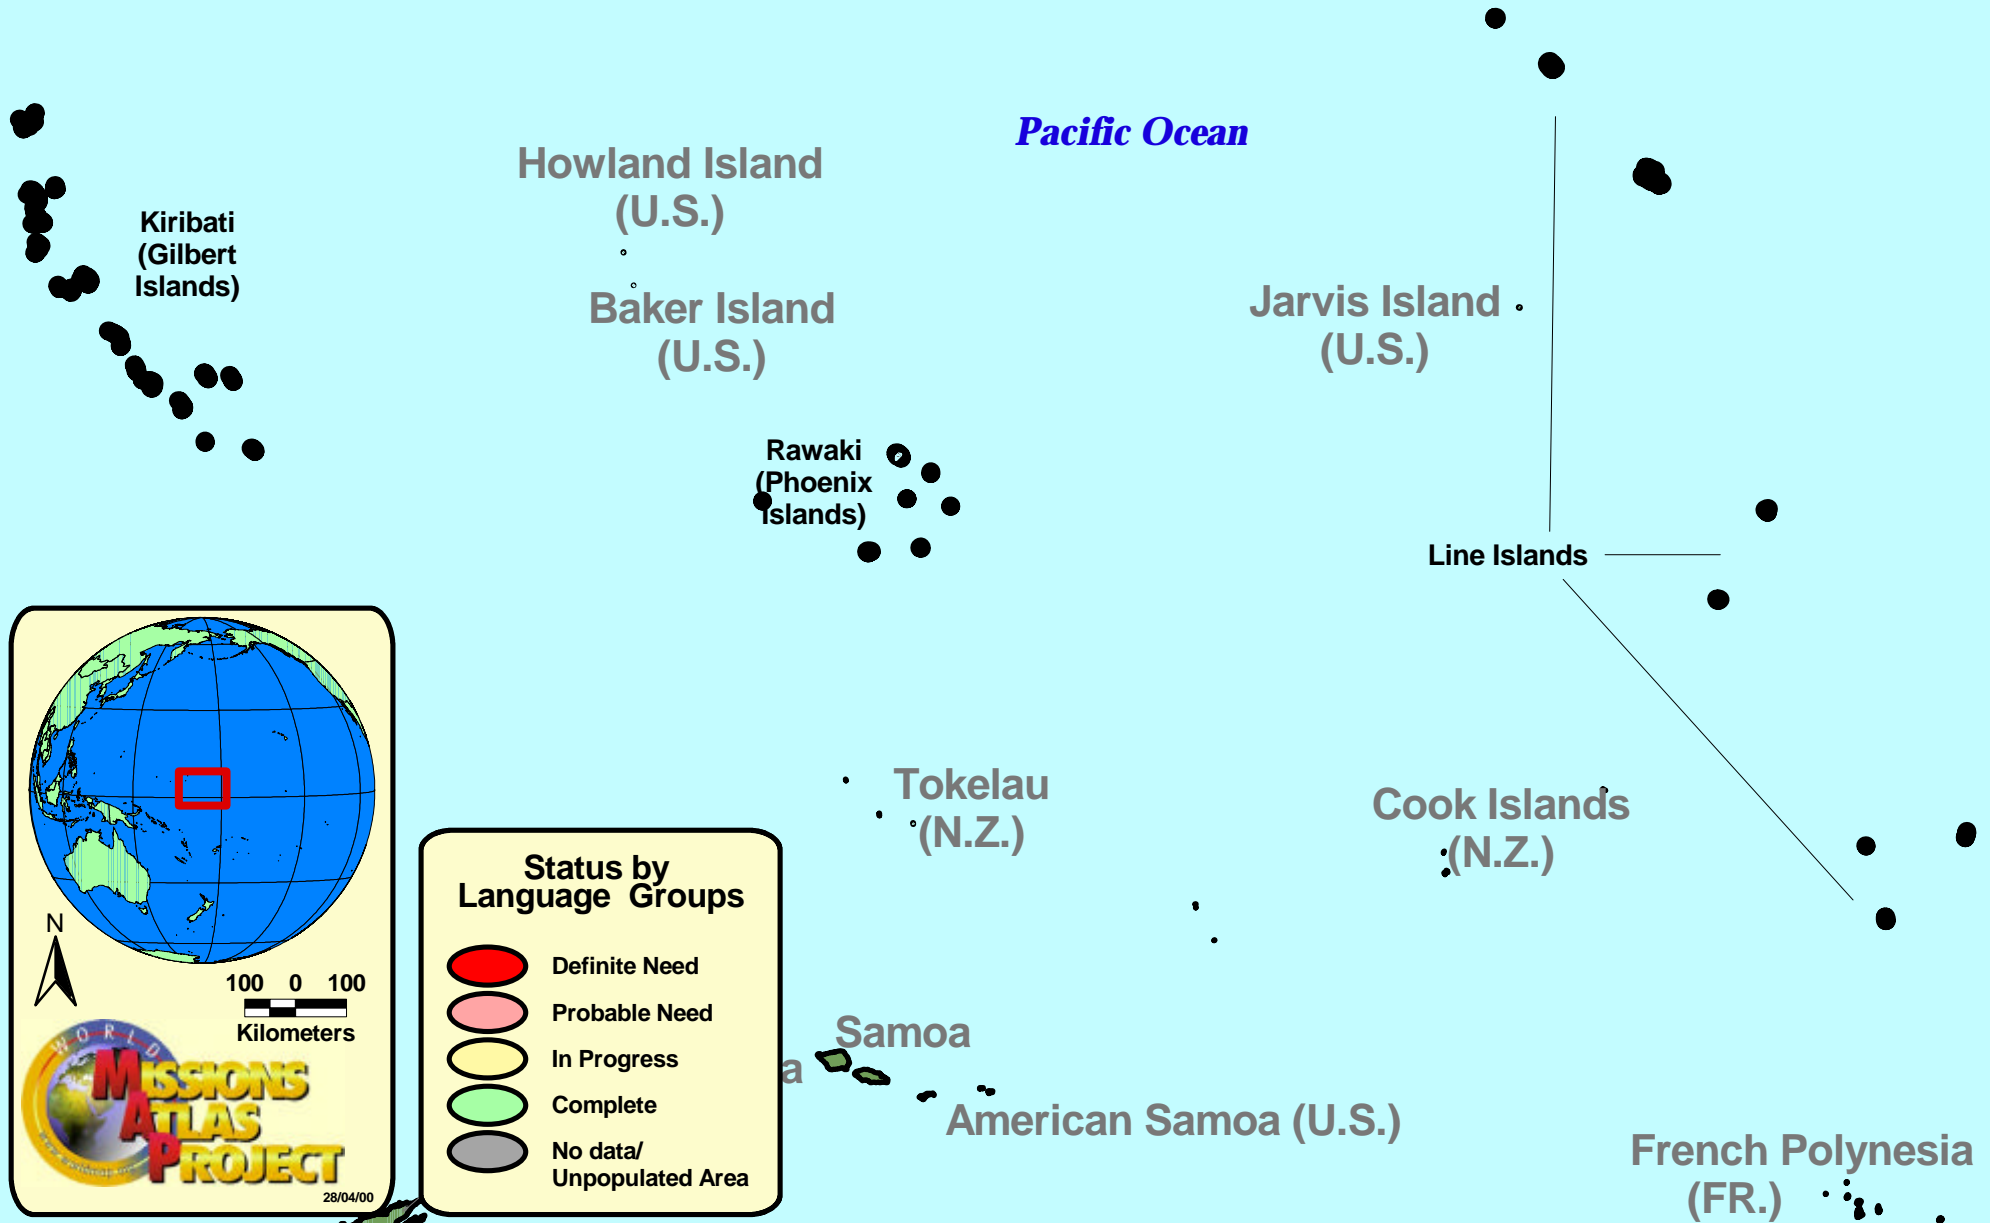 Pacific Ocean
Howland Island
(U.S.)
Kiribati
(Gilbert
Islands)
Baker Island
(U.S.)
Jarvis Island
(U.S.)
Rawaki
(Phoenix
Islands)
Line Islands
Tokelau
(N.Z.)
Cook Islands
(N.Z.)
Samoa
a
American Samoa (U.S.)
French Polynesia
(FR.)
N
100 0 100
Kilometers
WORLD
MISSIONS
ATLAS
PROJECT
28/04/00
Status by
Language Groups
Definite Need
Probable Need
In Progress
Complete
No data/
Unpopulated Area